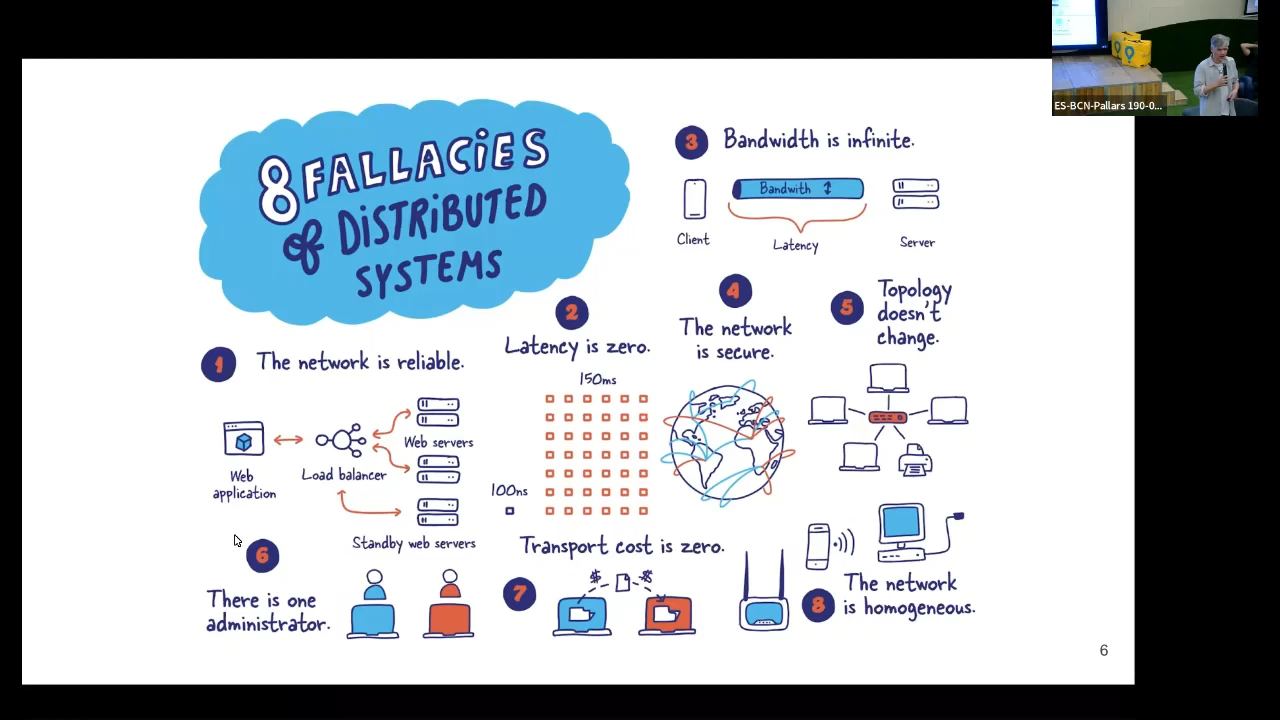 8 FALLACIES
of DISTRIBUTED
SYSTEMS
1
The network is reliable.
Web
application
Load balancer
Web servers
Standby web servers
2
Latency is zero.
150ms
100ns
3
Bandwidth is infinite.
Bandwith
Client
Latency
Server
4
The network
is secure.
5
Topology
doesn't
change.
6
There is one
administrator.
7
Transport cost is zero.
$
$
8
The network
is homogeneous.
6
ES-BCN-Pallars 190-0...